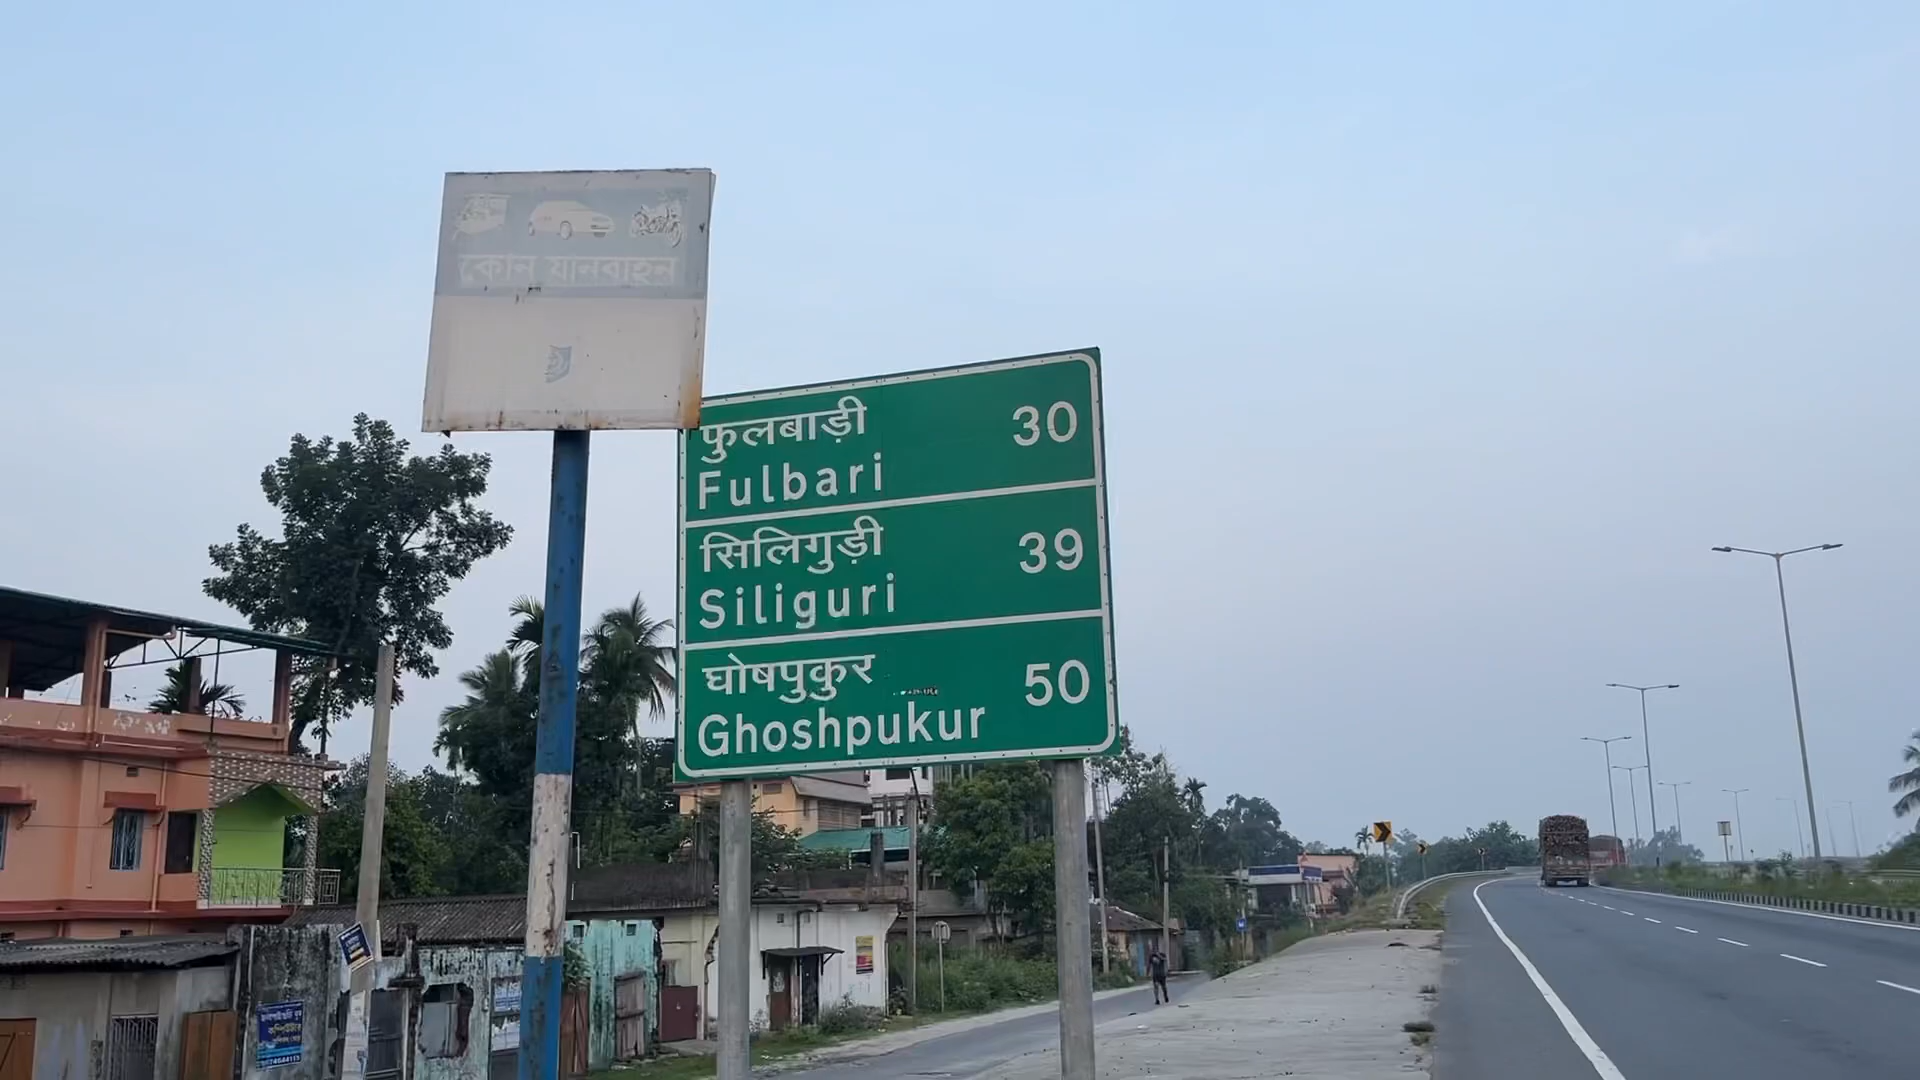 কোন যানবাহন
फुलबाड़ी 30
Fulbari
सिलिगुड़ी 39
Siliguri
घोषपुकुर 50
Ghoshpukur